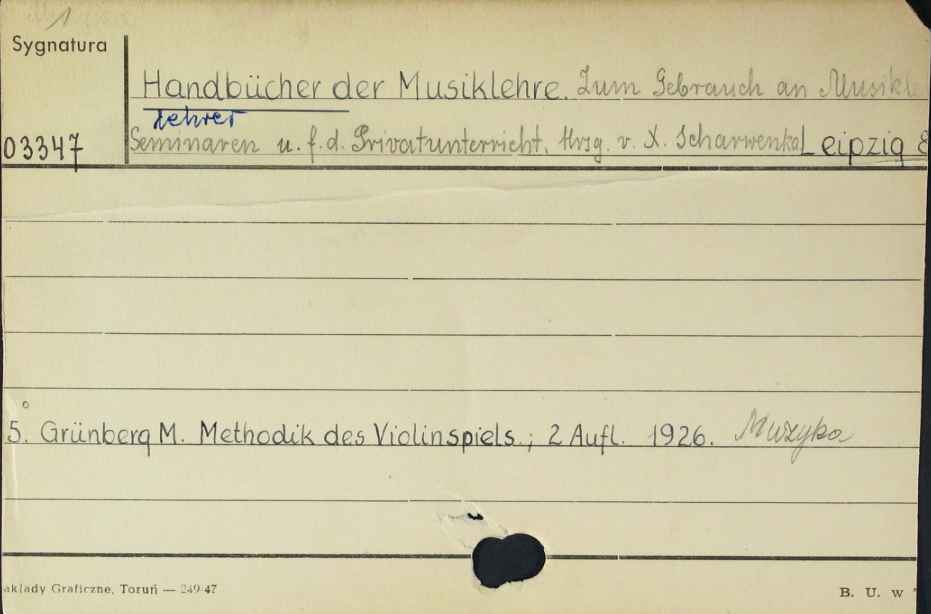 Sygnatura
Handbücher der Musiklehre. Zum Gebrauch an Musikle
Lehrer
03347 Seminaren u. f. d. Privatunterricht. Hrsg. v. X. Scharwenka Leipzig
5. Grünberg M. Methodik des Violinspiels.; 2 Aufl. 1926. Muzyka
akłady Graficzne, Toruń — 249-47
B. U. w